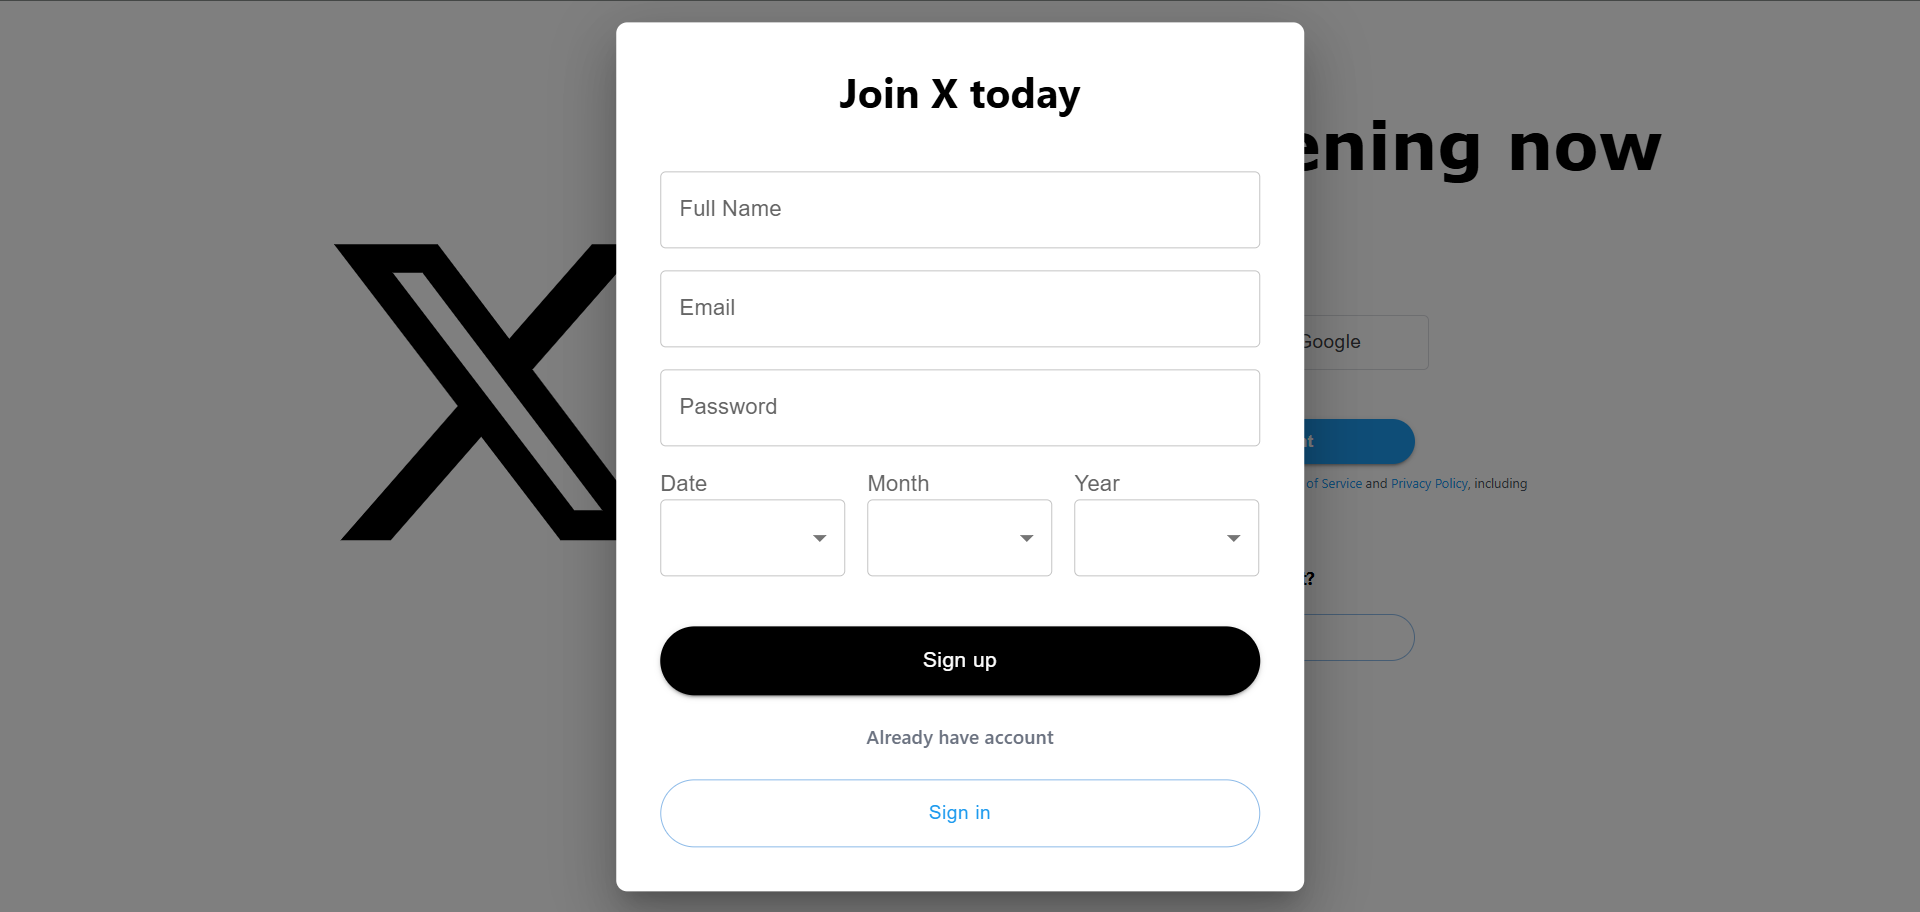 Join X today
ening now
Full Name
Email
Google
Password
of Service and Privacy Policy, including
Date Month Year
t?
Sign up
Already have account
Sign in